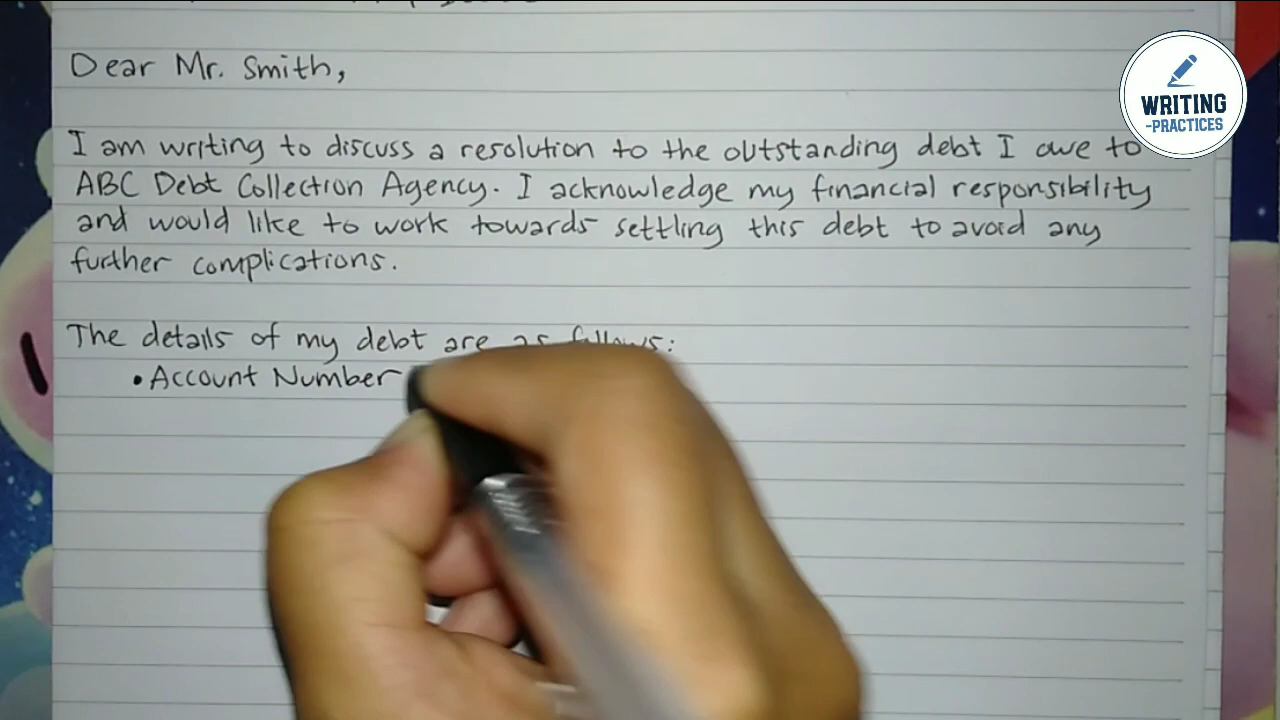 Dear Mr. Smith,
I am writing to discuss a resolution to the outstanding debt I owe to
ABC Debt Collection Agency. I acknowledge my financial responsibility
and would like to work towards settling this debt to avoid any
further complications.
The details of my debt are as follows:
•Account Number
WRITING
-PRACTICES